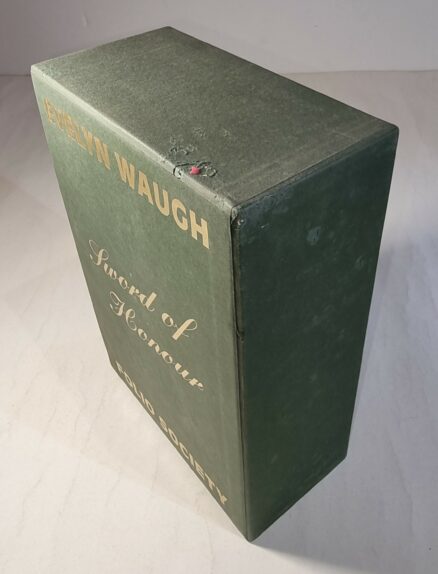 EVELYN WAUGH
Sword of
Honour
FOLIO SOCIETY